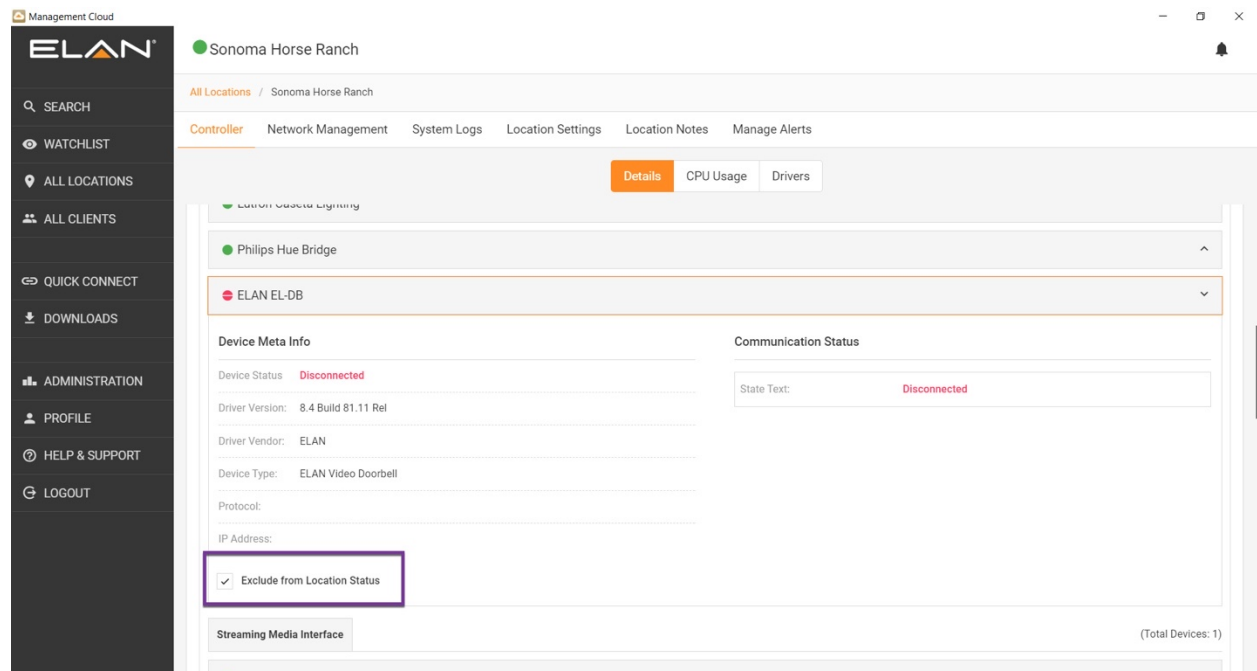 Management Cloud
ELAN
Sonoma Horse Ranch
SEARCH
WATCHLIST
ALL LOCATIONS
ALL CLIENTS
QUICK CONNECT
DOWNLOADS
ADMINISTRATION
PROFILE
HELP & SUPPORT
LOGOUT
All Locations / Sonoma Horse Ranch
Controller Network Management System Logs Location Settings Location Notes Manage Alerts
Details CPU Usage Drivers
Lutron Caseta Lighting
Philips Hue Bridge
ELAN EL-DB
Device Meta Info
Device Status Disconnected
Driver Version: 8.4 Build 81.11 Rel
Driver Vendor: ELAN
Device Type: ELAN Video Doorbell
Protocol:
IP Address:
Exclude from Location Status
Communication Status
State Text: Disconnected
Streaming Media Interface (Total Devices: 1)